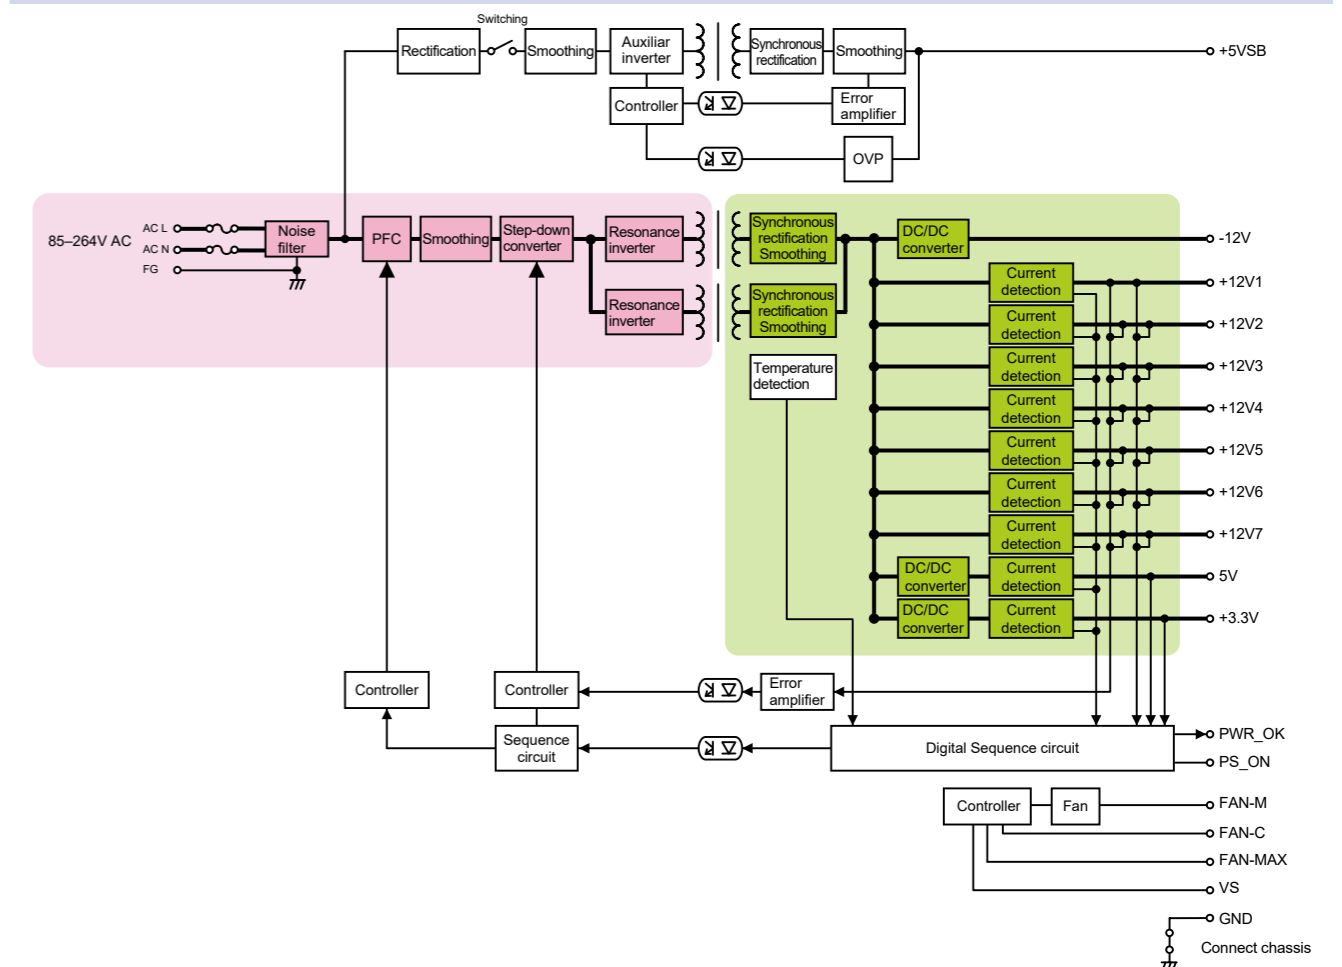 Switching
Rectification
Smoothing
Auxiliar
inverter
Synchronous
rectification
Smoothing
+5VSB
Controller
Error
amplifier
OVP
85–264V AC
AC L
AC N
FG
Noise
filter
PFC
Smoothing
Step-down
converter
Resonance
inverter
Resonance
inverter
Synchronous
rectification
Smoothing
Synchronous
rectification
Smoothing
Temperature
detection
DC/DC
converter
-12V
Current
detection
+12V1
Current
detection
+12V2
Current
detection
+12V3
Current
detection
+12V4
Current
detection
+12V5
Current
detection
+12V6
Current
detection
+12V7
DC/DC
converter
Current
detection
5V
DC/DC
converter
Current
detection
+3.3V
Controller
Controller
Error
amplifier
Sequence
circuit
Digital Sequence circuit
PWR_OK
PS_ON
Controller
Fan
FAN-M
FAN-C
FAN-MAX
VS
GND
Connect chassis